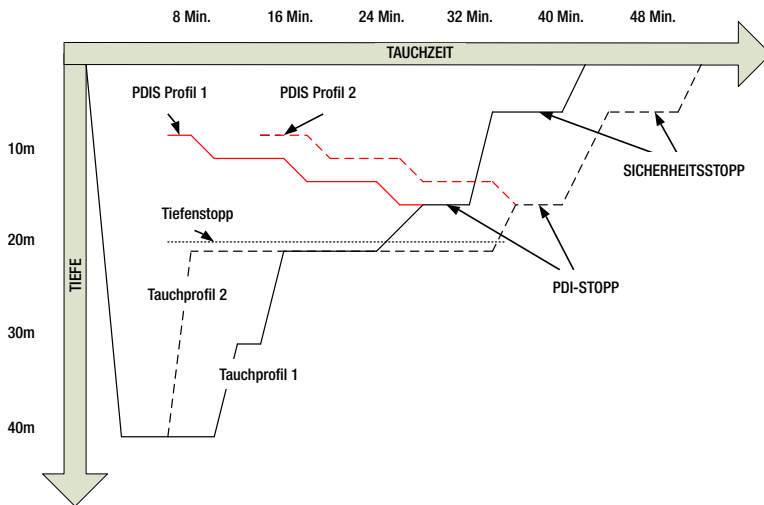 8 Min. 16 Min. 24 Min. 32 Min. 40 Min. 48 Min.
TAUCHZEIT
PDIS Profil 1
PDIS Profil 2
10m
SICHERHEITSSTOPP
Tiefenstopp
20m
TIEFE
PDI-STOPP
Tauchprofil 2
30m
Tauchprofil 1
40m